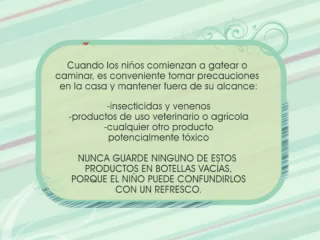 Cuando los niños comienzan a gatear o
caminar, es conveniente tomar precauciones
en la casa y mantener fuera de su alcance:
-insecticidas y venenos
-productos de uso veterinario o agrícola
-cualquier otro producto
potencialmente tóxico
NUNCA GUARDE NINGUNO DE ESTOS
PRODUCTOS EN BOTELLAS VACÍAS,
PORQUE EL NIÑO PUEDE CONFUNDIRLOS
CON UN REFRESCO.